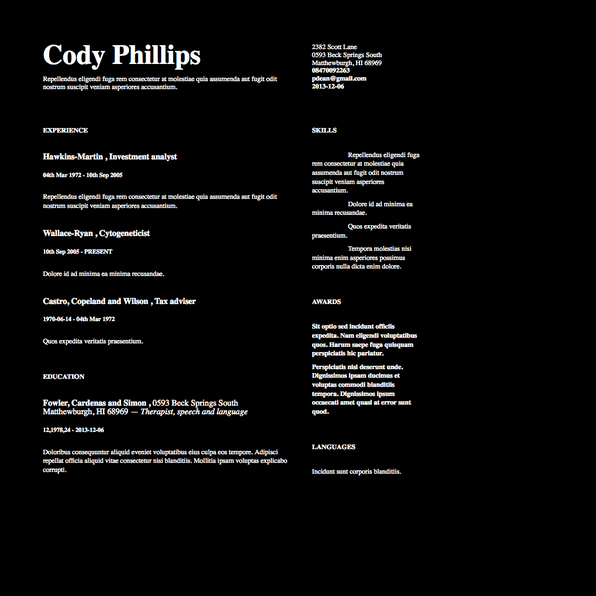 Cody Phillips
Repellendus eligendi fuga rem consectetur at molestiae quia assumenda aut fugit odit
nostrum suscipit veniam asperiores accusantium.
2382 Scott Lane
0593 Beck Springs South
Matthewburgh, HI 68969
08470092263
pdean@gmail.com
2013-12-06
EXPERIENCE
Hawkins-Martin , Investment analyst
04th Mar 1972 - 10th Sep 2005
Repellendus eligendi fuga rem consectetur at molestiae quia assumenda aut fugit odit
nostrum suscipit veniam asperiores accusantium.
Wallace-Ryan , Cytogeneticist
10th Sep 2005 - PRESENT
Dolore id ad minima ea minima recusandae.
Castro, Copeland and Wilson , Tax adviser
1970-06-14 - 04th Mar 1972
Quos expedita veritatis praesentium.
EDUCATION
Fowler, Cardenas and Simon , 0593 Beck Springs South
Matthewburgh, HI 68969 — Therapist, speech and language
12,1978,24 - 2013-12-06
Doloribus consequuntur aliquid eveniet voluptatibus eius culpa eos tempore. Adipisci
repellat officia aliquid vitae consectetur nisi blanditiis. Mollitia ipsam voluptas explicabo
corrupti.
SKILLS
Repellendus eligendi fuga
rem consectetur at molestiae quia
assumenda aut fugit odit nostrum
suscipit veniam asperiores
accusantium.
Dolore id ad minima ea
minima recusandae.
Quos expedita veritatis
praesentium.
Tempora molestias nisi
minima enim asperiores possimus
corporis nulla dicta enim dolore.
AWARDS
Sit optio sed incidunt officiis
expedita. Nam eligendi voluptatibus
quos. Harum saepe fuga quisquam
perspiciatis hic pariatur.
Perspiciatis nisi deserunt unde.
Dignissimos ipsam ducimus et
voluptas commodi blanditiis
tempora. Dignissimos ipsum
occaecati amet quasi at error sunt
quod.
LANGUAGES
Incidunt sunt corporis blanditiis.